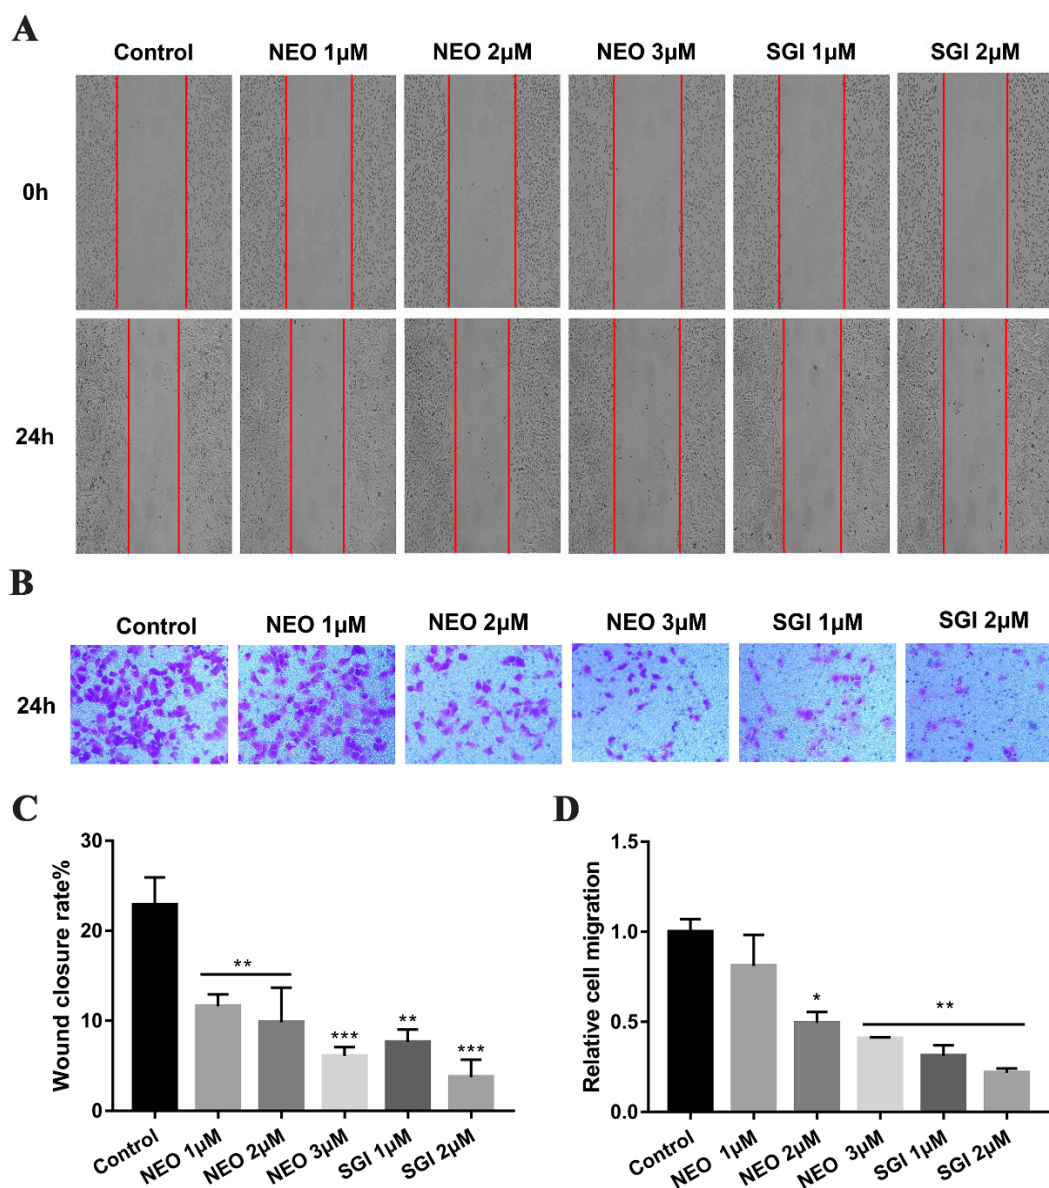 A
Control NEO 1μM NEO 2μM NEO 3μM SGI 1μM SGI 2μM
0h
24h
B
Control NEO 1μM NEO 2μM NEO 3μM SGI 1μM SGI 2μM
24h
C
30
20
10
0
Wound closure rate%
**
***
**
***
Control NEO 1μM NEO 2μM NEO 3μM SGI 1μM SGI 2μM
D
1.5
1.0
0.5
0.0
Relative cell migration
*
**
Control NEO 1μM NEO 2μM NEO 3μM SGI 1μM SGI 2μM